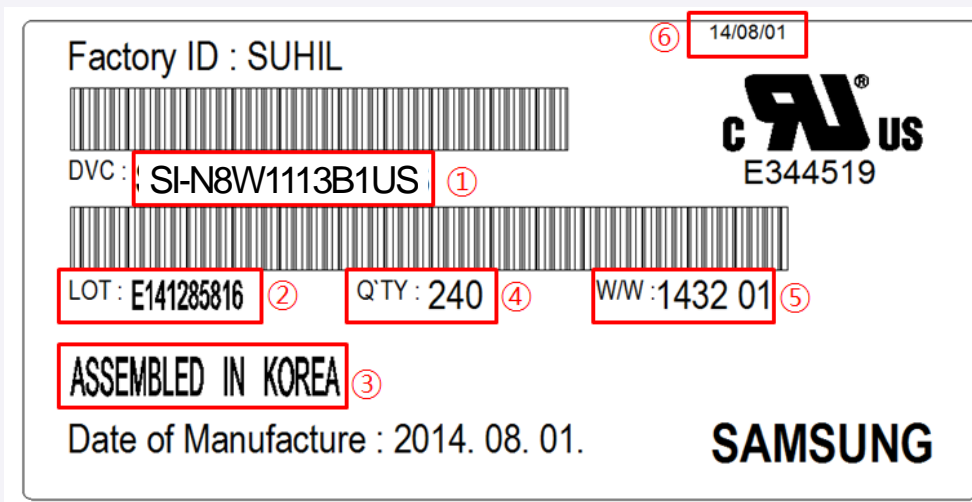 14/08/01 ⑥
Factory ID : SUHIL
c RU ® US
E344519
DVC : SI-N8W1113B1US ①
LOT : E141285816 ② Q`TY : 240 ④ W/W :1432 01 ⑤
ASSEMBLED IN KOREA ③
Date of Manufacture : 2014. 08. 01.
SAMSUNG